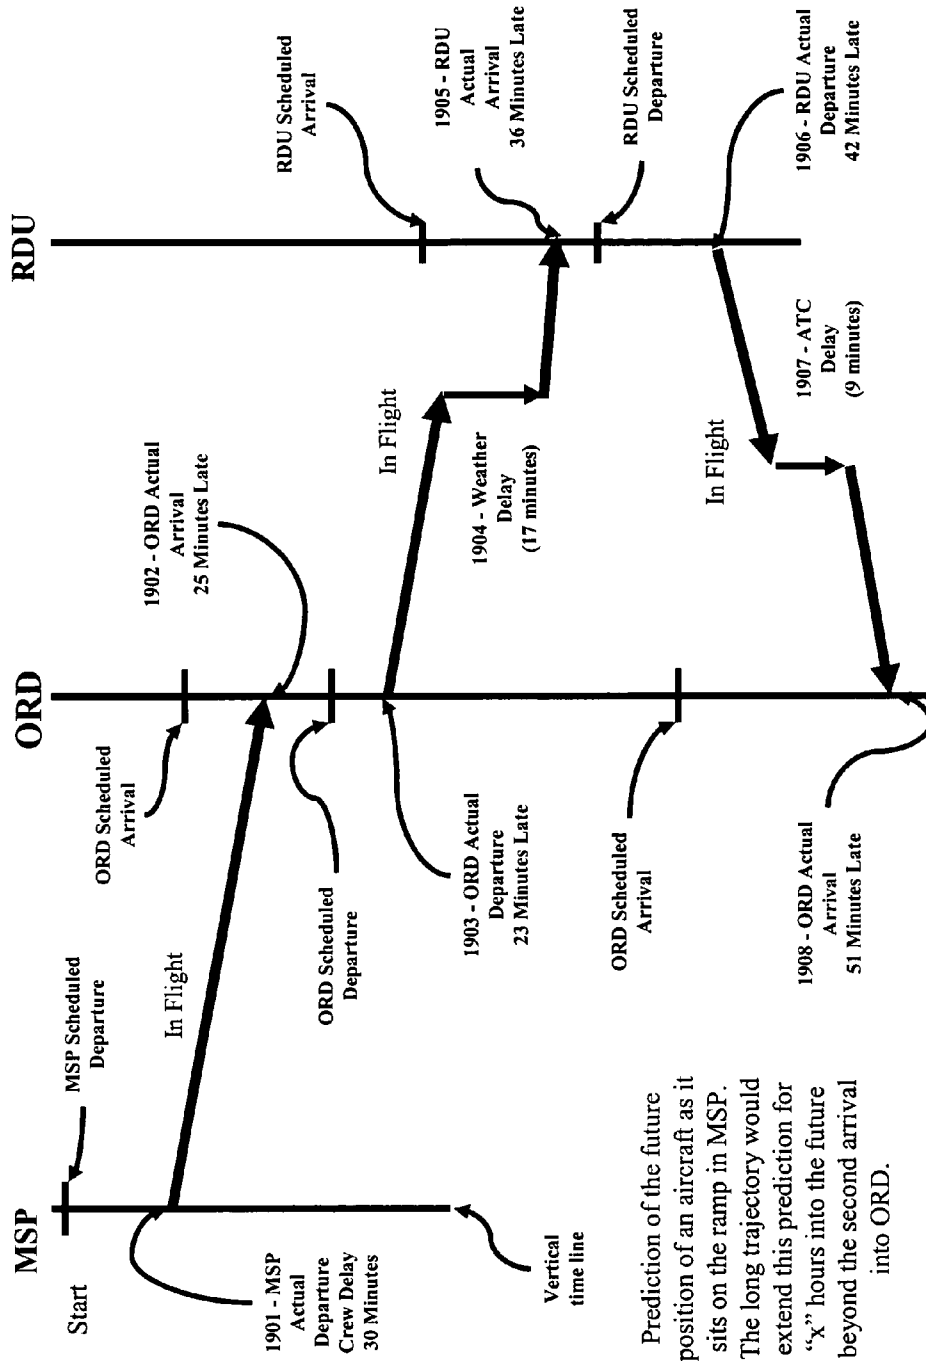 MSP
ORD
RDU
Start
MSP Scheduled
Departure
ORD Scheduled
Arrival
1902 - ORD Actual
Arrival
25 Minutes Late
RDU Scheduled
Arrival
In Flight
1901 - MSP
Actual
Departure
Crew Delay
30 Minutes
ORD Scheduled
Departure
In Flight
1905 - RDU
Actual
Arrival
36 Minutes Late
1903 - ORD Actual
Departure
23 Minutes Late
1904 - Weather
Delay
(17 minutes)
RDU Scheduled
Departure
Vertical
time line
ORD Scheduled
Arrival
In Flight
1907 - ATC
Delay
(9 minutes)
1906 - RDU Actual
Departure
42 Minutes Late
1908 - ORD Actual
Arrival
51 Minutes Late
Prediction of the future
position of an aircraft as it
sits on the ramp in MSP.
The long trajectory would
extend this prediction for
“x” hours into the future
beyond the second arrival
into ORD.